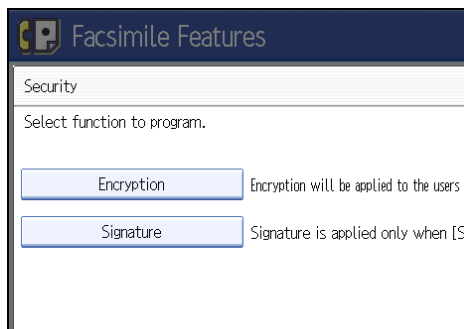 Facsimile Features
Security
Select function to program.
Encryption Encryption will be applied to the users
Signature Signature is applied only when [S